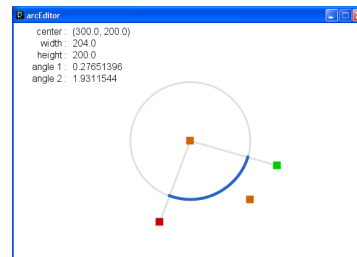 arcEditor
center : (300.0, 200.0)
width : 204.0
height : 200.0
angle 1 : 0.27651396
angle 2 : 1.9311544